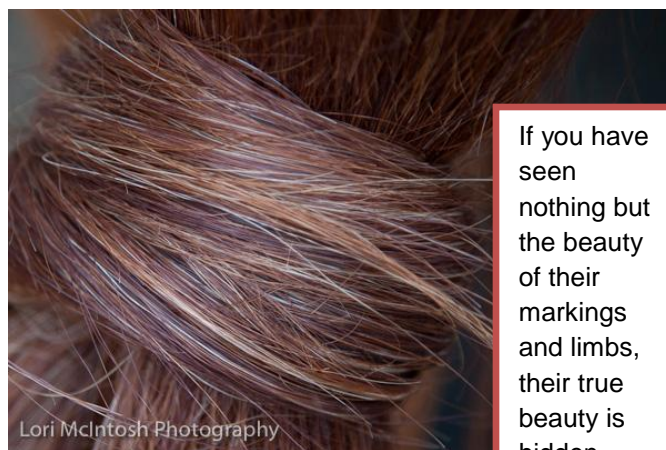 If you have
seen
nothing but
the beauty
of their
markings
and limbs,
their true
beauty is
hidden
Lori McIntosh Photography